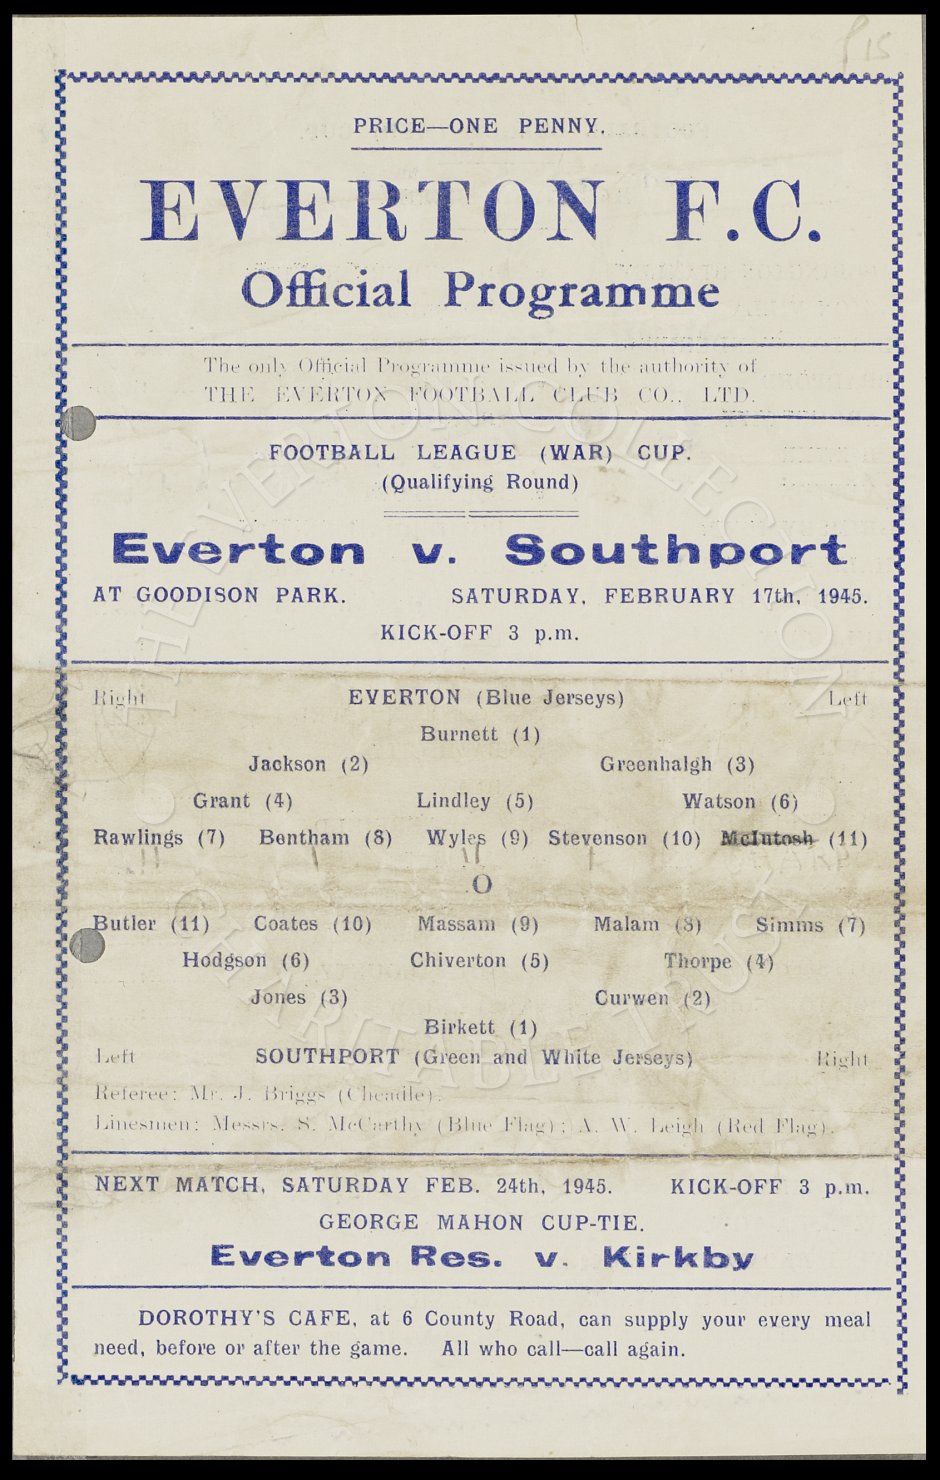 PRICE—ONE PENNY.
EVERTON F.C.
Official Programme
The only Official Programme issued by the authority of
THE EVERTON FOOTBALL CLUB CO., LTD.
FOOTBALL LEAGUE (WAR) CUP.
(Qualifying Round)
Everton v. Southport
AT GOODISON PARK. SATURDAY, FEBRUARY 17th, 1945.
KICK-OFF 3 p.m.
Right EVERTON (Blue Jerseys) Left
Burnett (1)
Jackson (2) Greenhalgh (3)
Grant (4) Lindley (5) Watson (6)
Rawlings (7) Bentham (8) Wyles (9) Stevenson (10) McIntosh (11)
O
Butler (11) Coates (10) Massam (9) Malam (8) Simms (7)
Hodgson (6) Chiverton (5) Thorpe (4)
Jones (3) Curwen (2)
Birkett (1)
Left SOUTHPORT (Green and White Jerseys) Right
Referee: Mr. J. Briggs (Cheadle).
Linesmen: Messrs. S. McCarthy (Blue Flag); A. W. Leigh (Red Flag).
NEXT MATCH, SATURDAY FEB. 24th, 1945. KICK-OFF 3 p.m.
GEORGE MAHON CUP-TIE.
Everton Res. v. Kirkby
DOROTHY'S CAFE, at 6 County Road, can supply your every meal
need, before or after the game. All who call—call again.
THE EVERTON COLLECTION
CHARITABLE TRUST